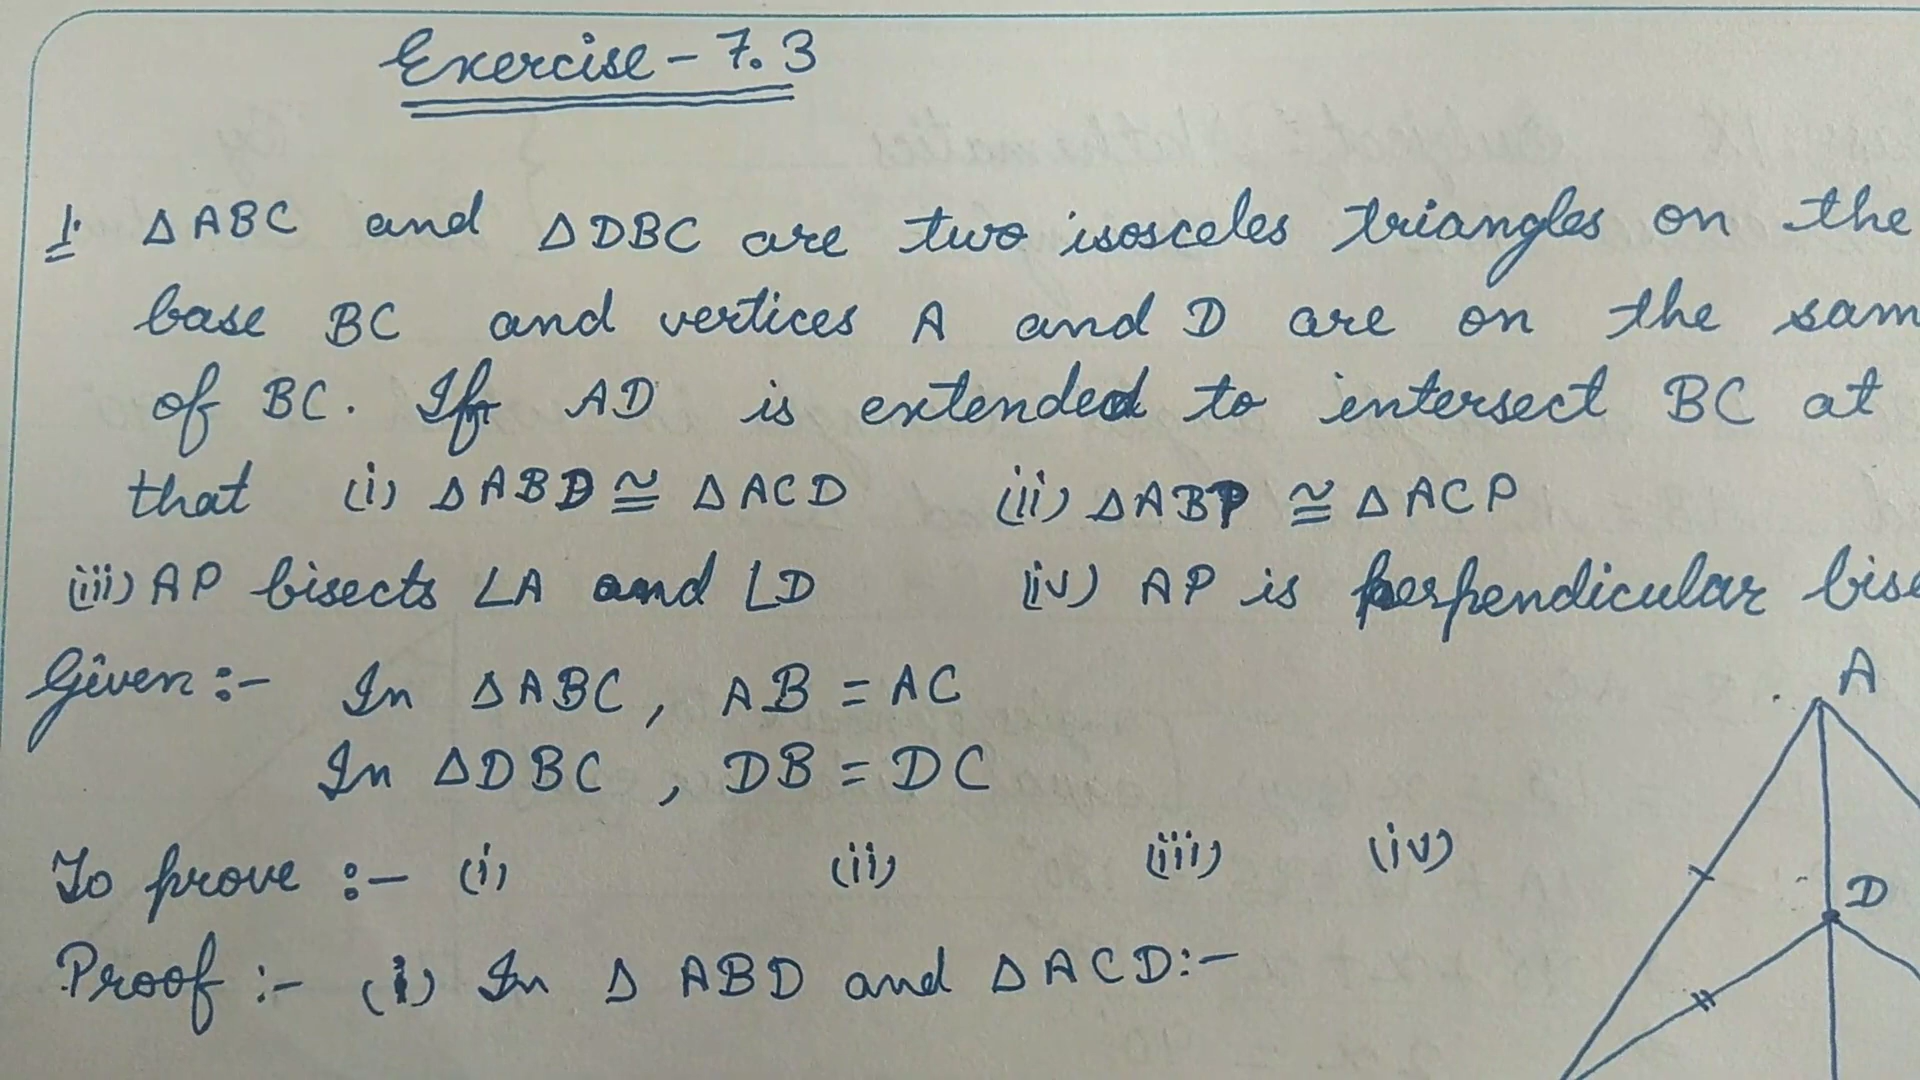 Exercise - 7.3
1. ΔABC and ΔDBC are two isosceles triangles on the
base BC and vertices A and D are on the sam
of BC. If AD is extended to intersect BC at
that (i) ΔABD ≅ ΔACD (ii) ΔABP ≅ ΔACP
(iii) AP bisects ∠A and ∠D (iv) AP is perpendicular bise
Given :- In ΔABC, AB = AC
In ΔDBC, DB = DC
To prove :- (i) (ii) (iii) (iv)
Proof :- (i) In Δ ABD and ΔACD :-
A
D